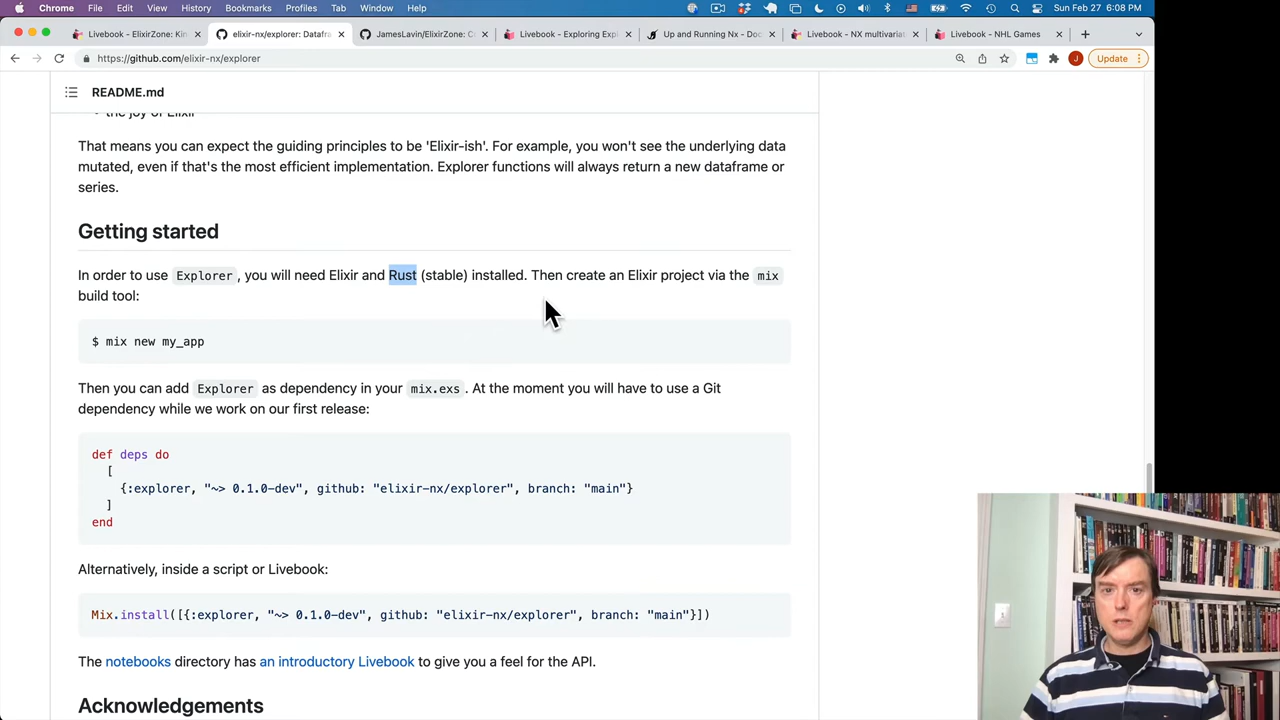 Chrome File Edit View History Bookmarks Profiles Tab Window Help Sun Feb 27 6:08 PM
Livebook - ElixirZone: Kin
elixir-nx/explorer: Datafra
JamesLavin/ElixirZone: C
Livebook - Exploring Exp
Up and Running Nx - Doc
Livebook - NX multivaria
Livebook - NHL Games
https://github.com/elixir-nx/explorer
J
Update
README.md
the joy of Elixir
That means you can expect the guiding principles to be 'Elixir-ish'. For example, you won't see the underlying data
mutated, even if that's the most efficient implementation. Explorer functions will always return a new dataframe or
series.
Getting started
In order to use Explorer, you will need Elixir and Rust (stable) installed. Then create an Elixir project via the mix
build tool:
$ mix new my_app
Then you can add Explorer as dependency in your mix.exs. At the moment you will have to use a Git
dependency while we work on our first release:
def deps do
[
{:explorer, "~> 0.1.0-dev", github: "elixir-nx/explorer", branch: "main"}
]
end
Alternatively, inside a script or Livebook:
Mix.install([{:explorer, "~> 0.1.0-dev", github: "elixir-nx/explorer", branch: "main"}])
The notebooks directory has an introductory Livebook to give you a feel for the API.
Acknowledgements